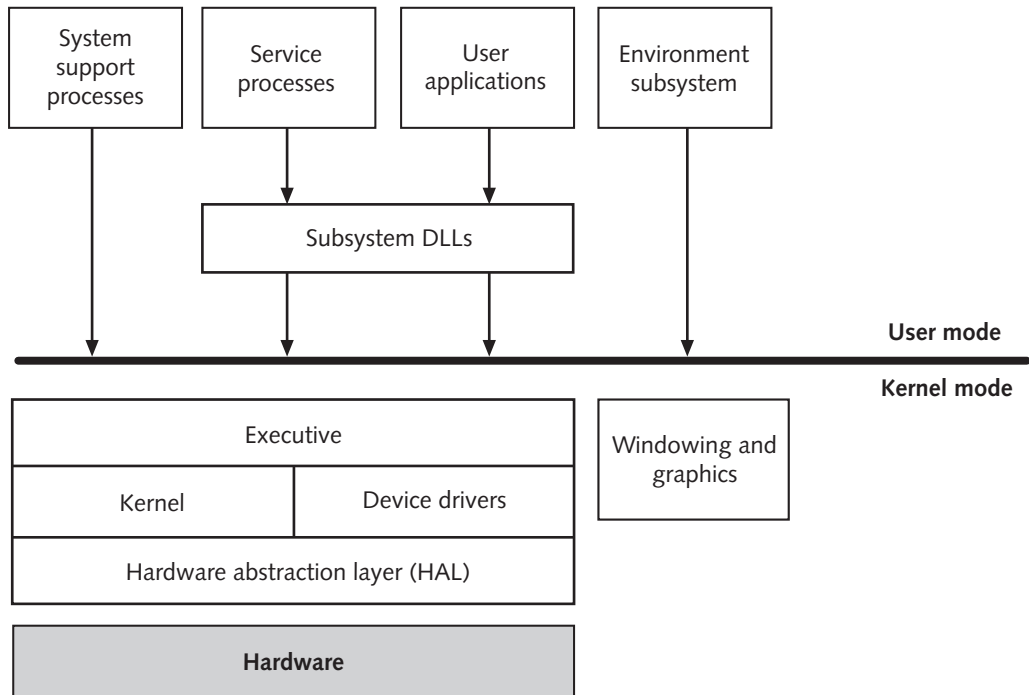 System
support
processes
Service
processes
User
applications
Environment
subsystem
Subsystem DLLs
User mode
Kernel mode
Executive
Windowing and
graphics
Kernel
Device drivers
Hardware abstraction layer (HAL)
Hardware